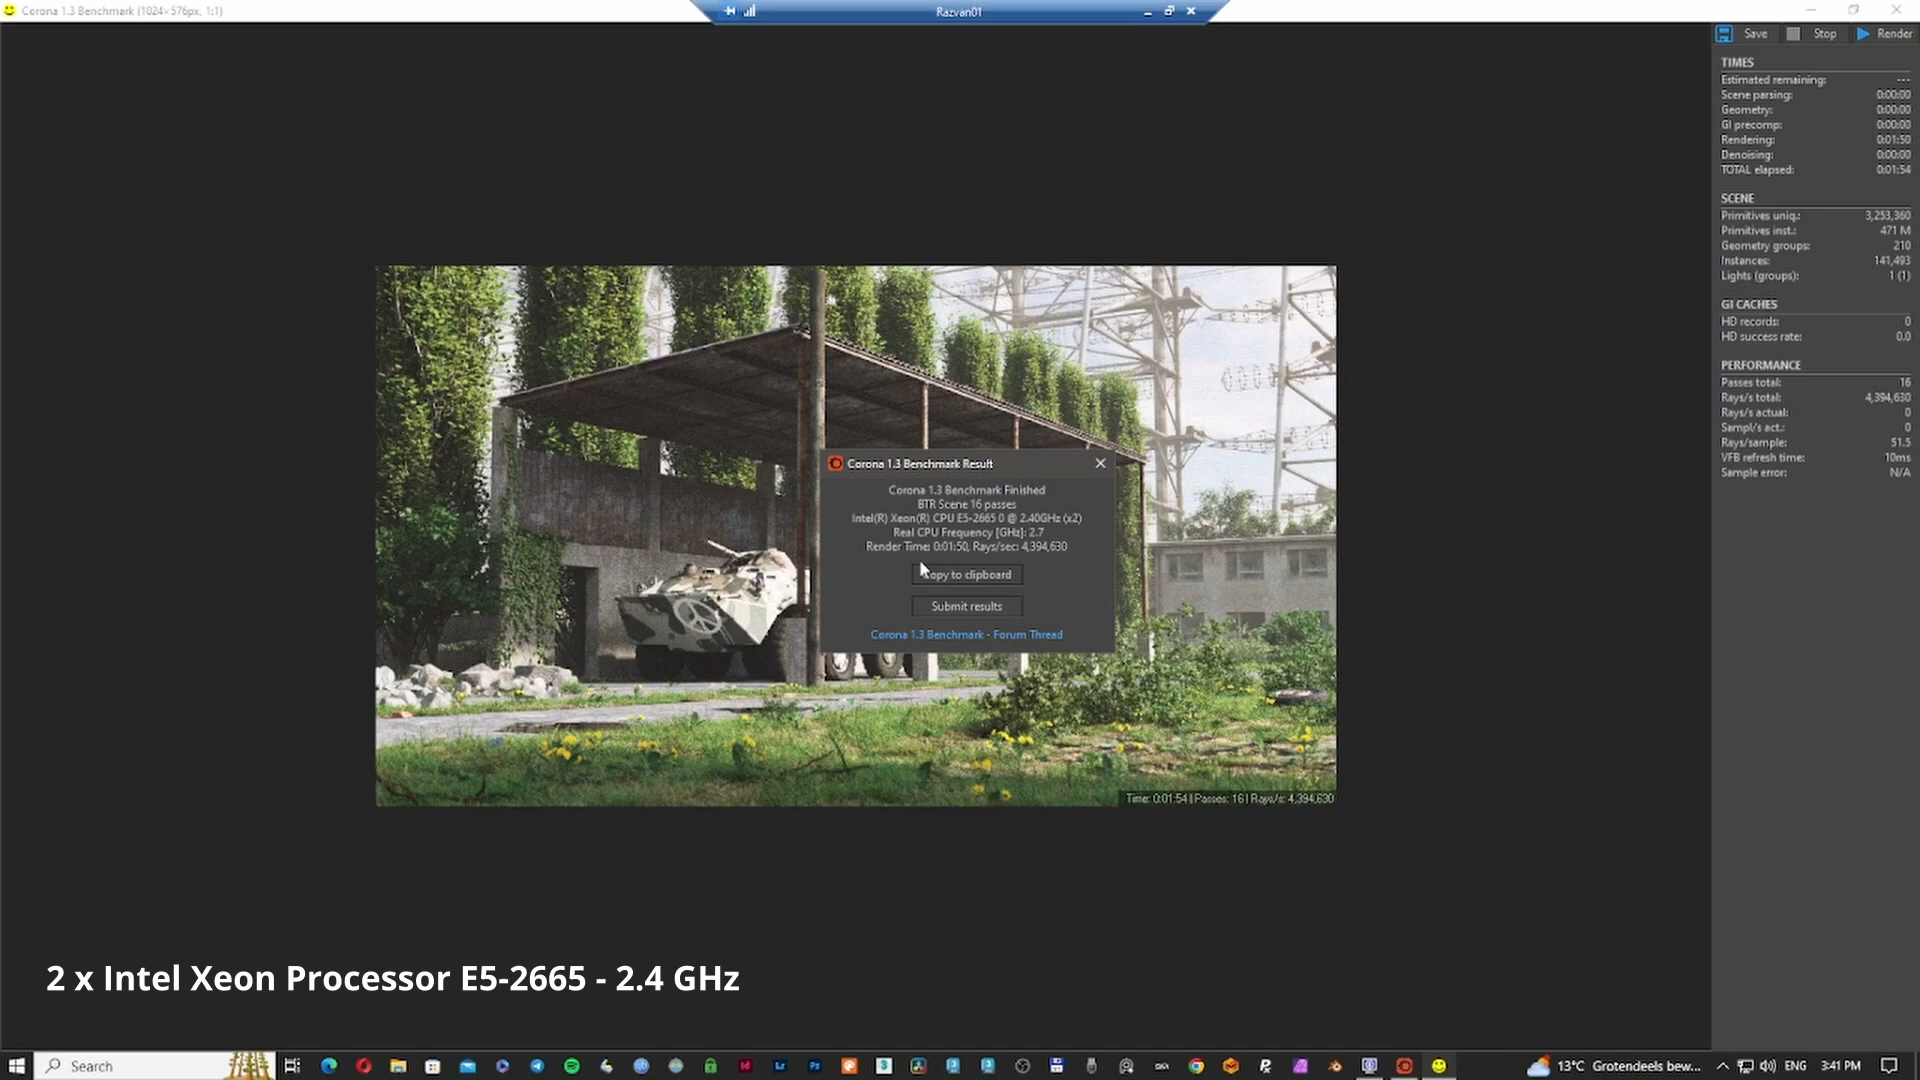 Corona 1.3 Benchmark (1024×576px, 1:1)
Razvan01
Save Stop Render
TIMES
Estimated remaining: ---
Scene parsing: 0:00:00
Geometry: 0:00:00
GI precomp: 0:00:00
Rendering: 0:01:50
Denoising: 0:00:00
TOTAL elapsed: 0:01:54
SCENE
Primitives uniq.: 3,253,360
Primitives inst.: 471 M
Geometry groups: 210
Instances: 141,493
Lights (groups): 1 (1)
GI CACHES
HD records: 0
HD success rate: 0.0
PERFORMANCE
Passes total: 16
Rays/s total: 4,394,630
Rays/s actual: 0
Sampl/s act.: 0
Rays/sample: 51.5
VFB refresh time: 10ms
Sample error: N/A
Corona 1.3 Benchmark Result
Corona 1.3 Benchmark Finished
BTR Scene 16 passes
Intel(R) Xeon(R) CPU E5-2665 0 @ 2.40GHz (x2)
Real CPU Frequency [GHz]: 2.7
Render Time: 0:01:50, Rays/sec: 4,394,630
Copy to clipboard
Submit results
Corona 1.3 Benchmark - Forum Thread
Time: 0:01:54 | Passes: 16 | Rays/s: 4,394,630
2 x Intel Xeon Processor E5-2665 - 2.4 GHz
Search
13°C Grotendeels bew... ENG 3:41 PM